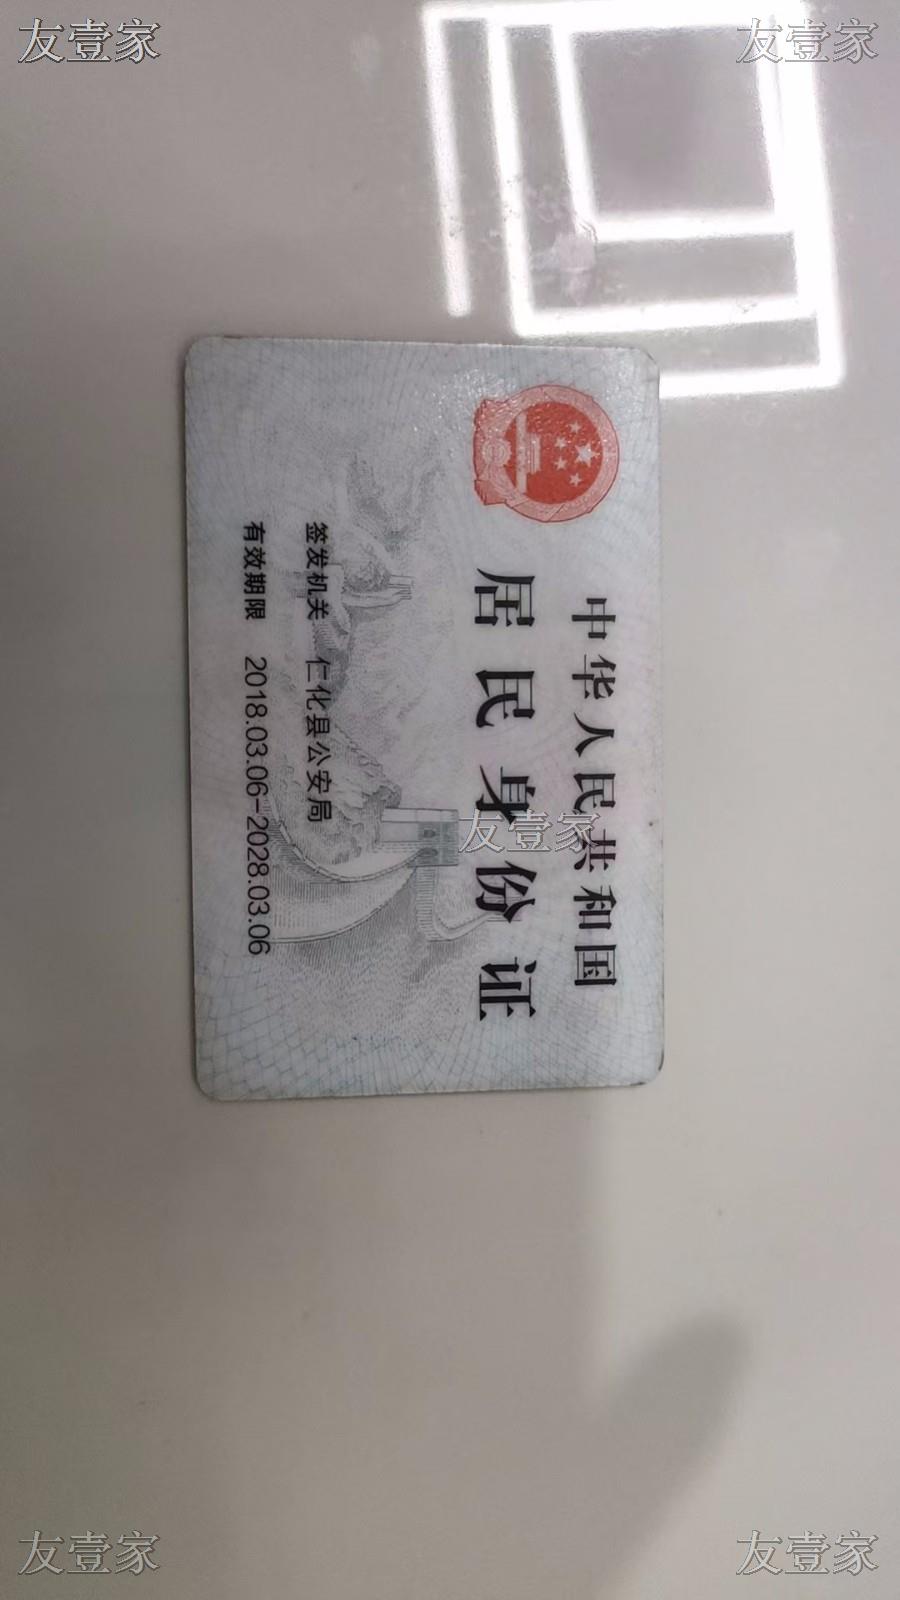 友壹家
友壹家
中华人民共和国
居民身份证
签发机关 仁化县公安局
有效期限 2018.03.06-2028.03.06
友壹家
友壹家
友壹家